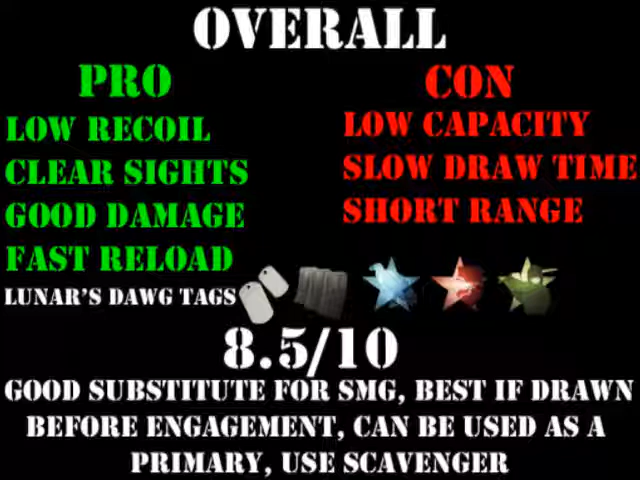 OVERALL
PRO
CON
LOW RECOIL
CLEAR SIGHTS
GOOD DAMAGE
FAST RELOAD
LOW CAPACITY
SLOW DRAW TIME
SHORT RANGE
LUNAR'S DAWG TAGS
8.5/10
GOOD SUBSTITUTE FOR SMG, BEST IF DRAWN
BEFORE ENGAGEMENT, CAN BE USED AS A
PRIMARY, USE SCAVENGER